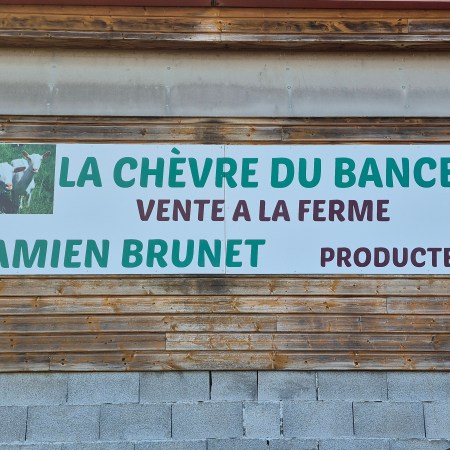 LA CHÈVRE DU BANCE
VENTE A LA FERME
AMIEN BRUNET PRODUCTE